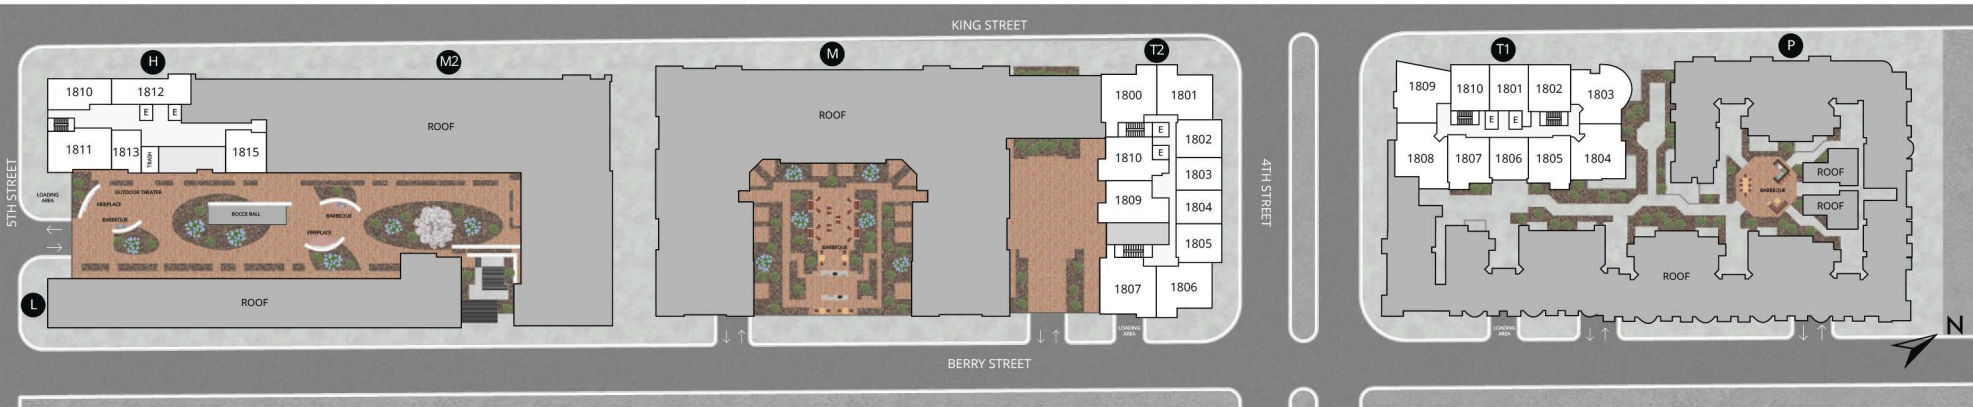 KING STREET
H
M2
M
T2
T1
P
1810
1812
E
E
ROOF
1811
1813
TRASH
1815
5TH STREET
LOADING
AREA
OUTDOOR THEATER
FIREPLACE
BARBEQUE
BOCCE BALL
BARBEQUE
FIREPLACE
L
ROOF
ROOF
BARBEQUE
1800
1801
E
1802
1810
E
1803
1809
1804
1805
1807
1806
LOADING
AREA
4TH STREET
1809
1810
1801
1802
1803
E
E
1808
1807
1806
1805
1804
BARBEQUE
ROOF
ROOF
ROOF
LOADING
AREA
N
BERRY STREET